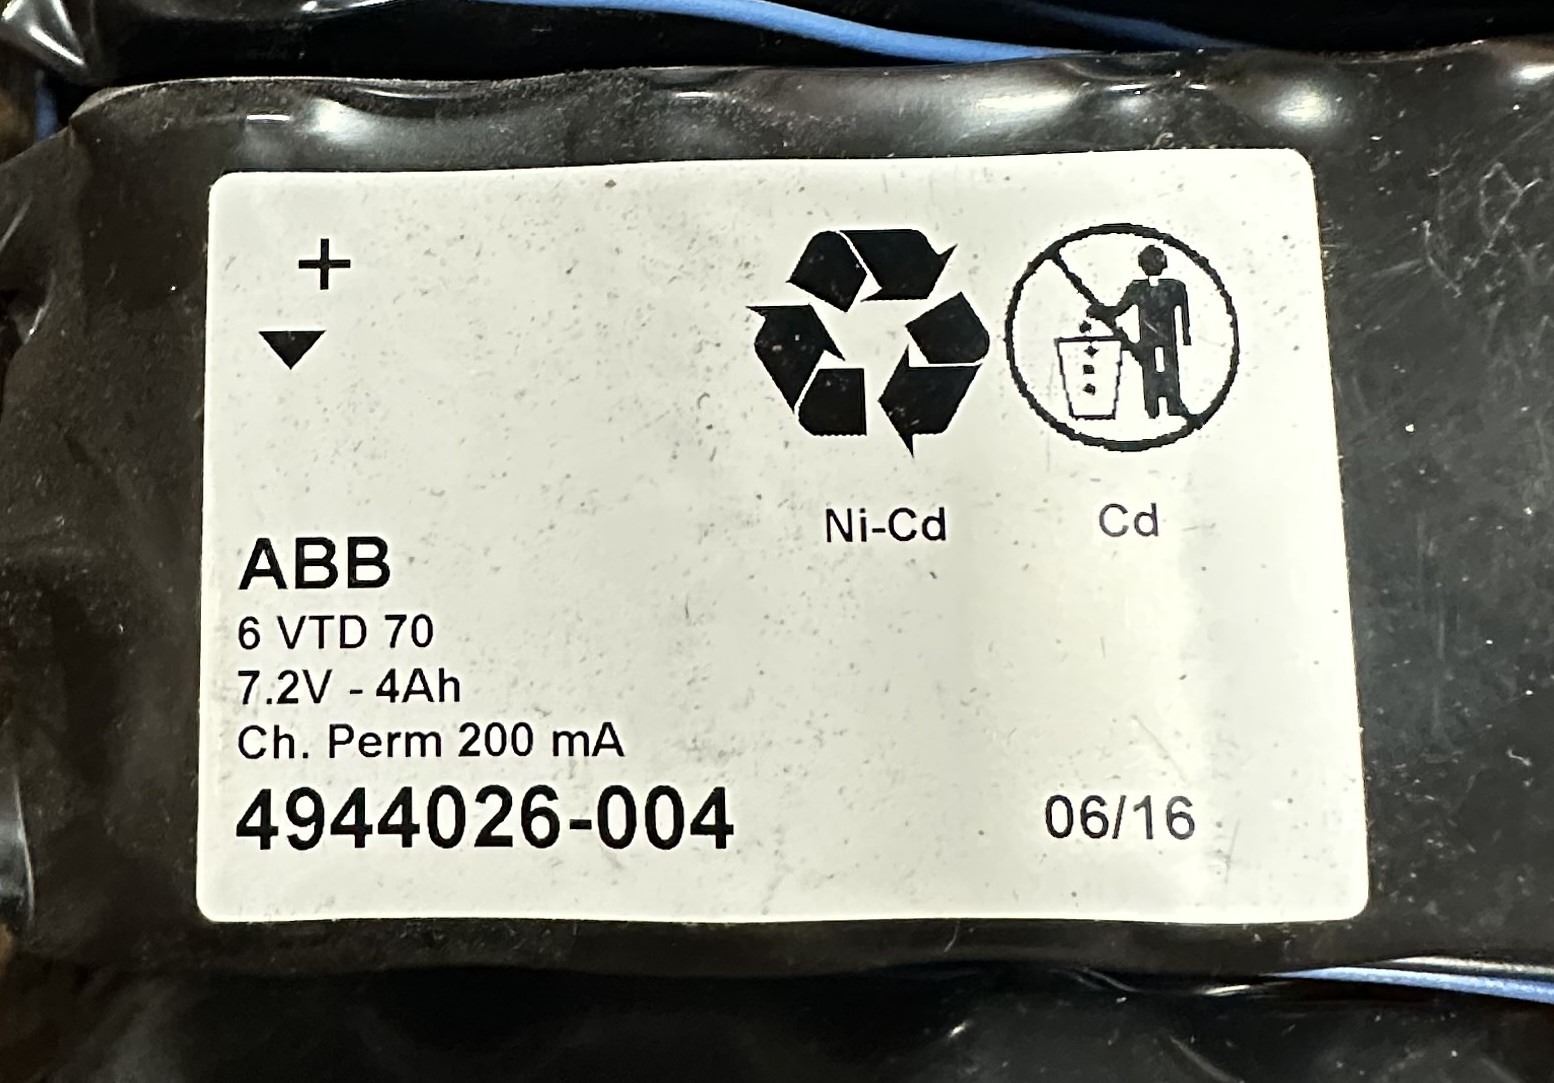 +
Ni-Cd
Cd
ABB
6 VTD 70
7.2V - 4Ah
Ch. Perm 200 mA
4944026-004
06/16